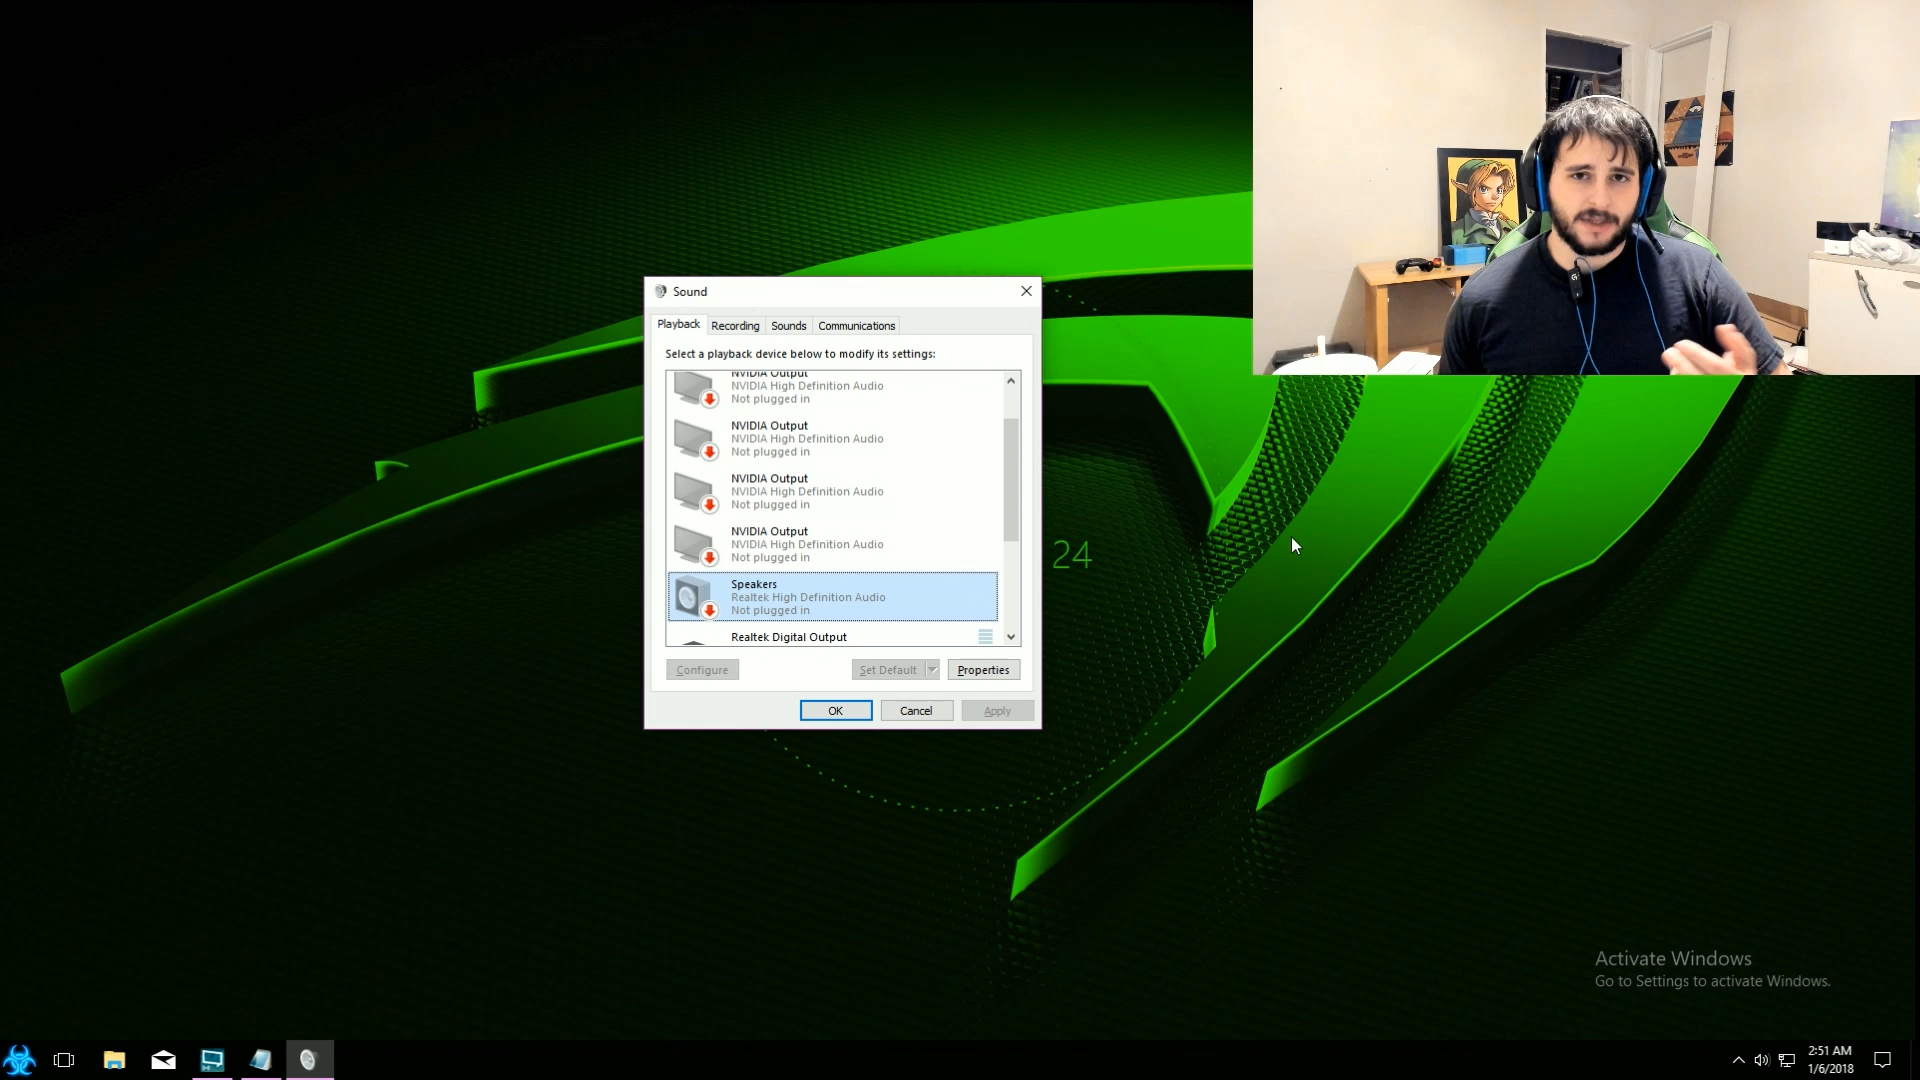 Sound
Playback Recording Sounds Communications
Select a playback device below to modify its settings:
NVIDIA Output
NVIDIA High Definition Audio
Not plugged in
NVIDIA Output
NVIDIA High Definition Audio
Not plugged in
NVIDIA Output
NVIDIA High Definition Audio
Not plugged in
NVIDIA Output
NVIDIA High Definition Audio
Not plugged in
Speakers
Realtek High Definition Audio
Not plugged in
Realtek Digital Output
Configure Set Default Properties
OK Cancel Apply
24
Activate Windows
Go to Settings to activate Windows.
2:51 AM
1/6/2018